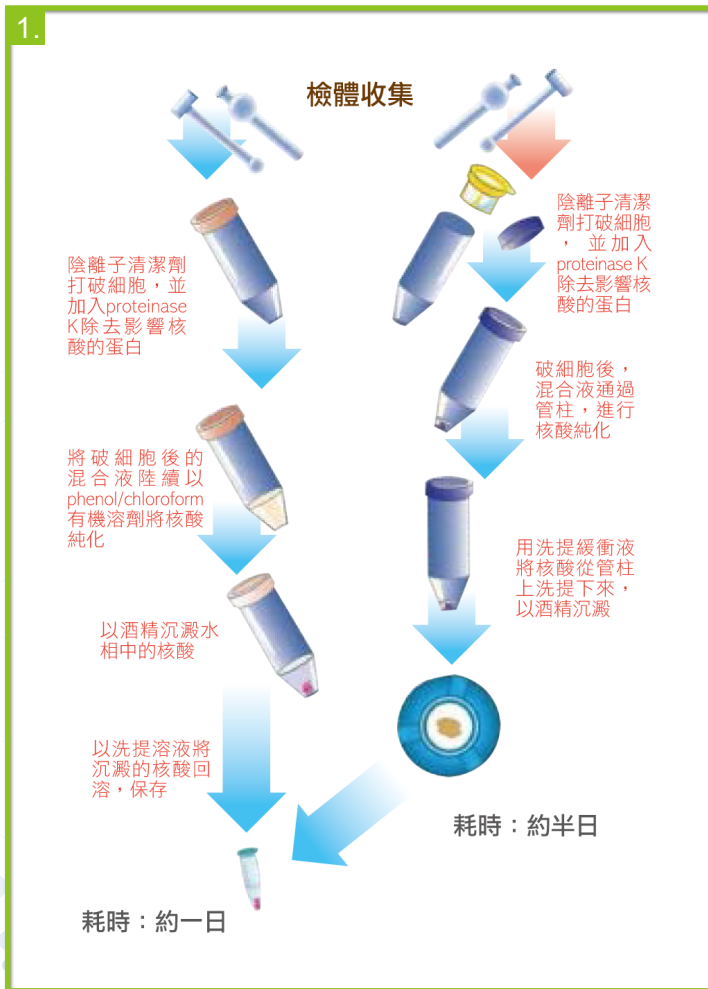 1.
檢體收集
陰離子清潔劑
打破細胞，並
加入proteinase
K除去影響核
酸的蛋白
將破細胞後的
混合液陸續以
phenol/chloroform
有機溶劑將核酸
純化
以酒精沉澱水
相中的核酸
以洗提溶液將
沉澱的核酸回
溶，保存
耗時：約一日
陰離子清潔
劑打破細胞
，並加入
proteinase K
除去影響核
酸的蛋白
破細胞後，
混合液通過
管柱，進行
核酸純化
用洗提緩衝液
將核酸從管柱
上洗提下來，
以酒精沉澱
耗時：約半日